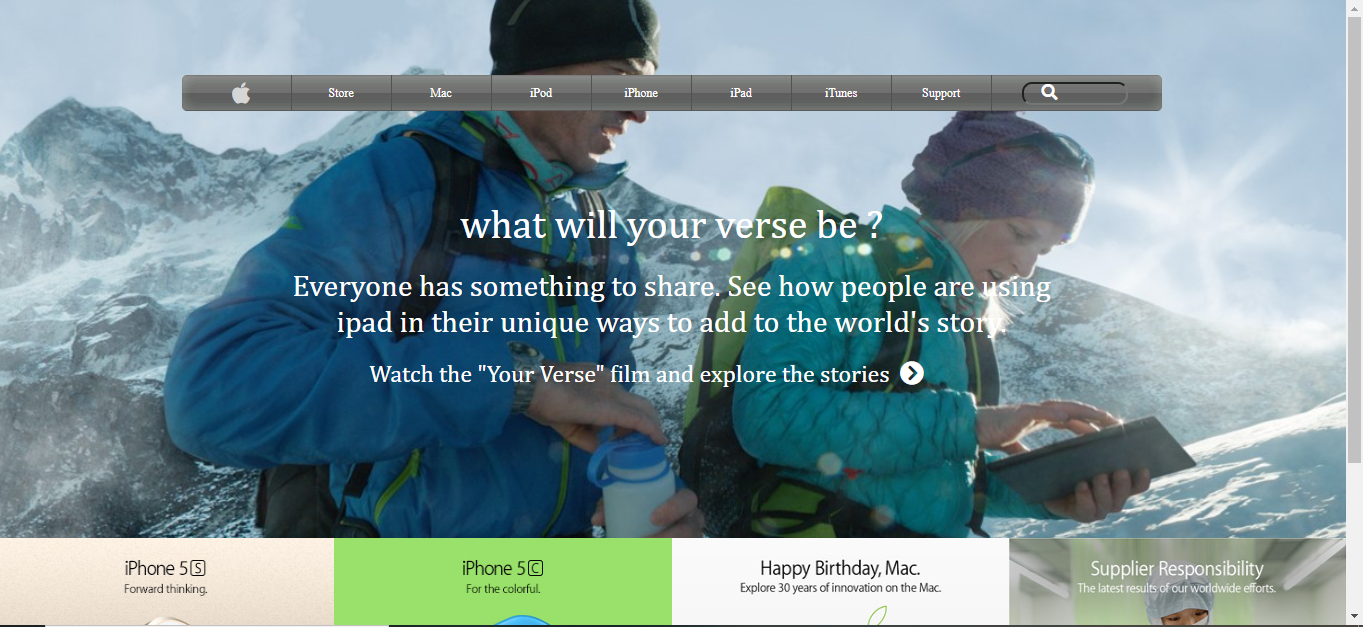 Store Mac iPod iPhone iPad iTunes Support
what will your verse be ?
Everyone has something to share. See how people are using
ipad in their unique ways to add to the world's story.
Watch the "Your Verse" film and explore the stories
iPhone 5S
Forward thinking.
iPhone 5C
For the colorful.
Happy Birthday, Mac.
Explore 30 years of innovation on the Mac.
Supplier Responsibility
The latest results of our worldwide efforts.